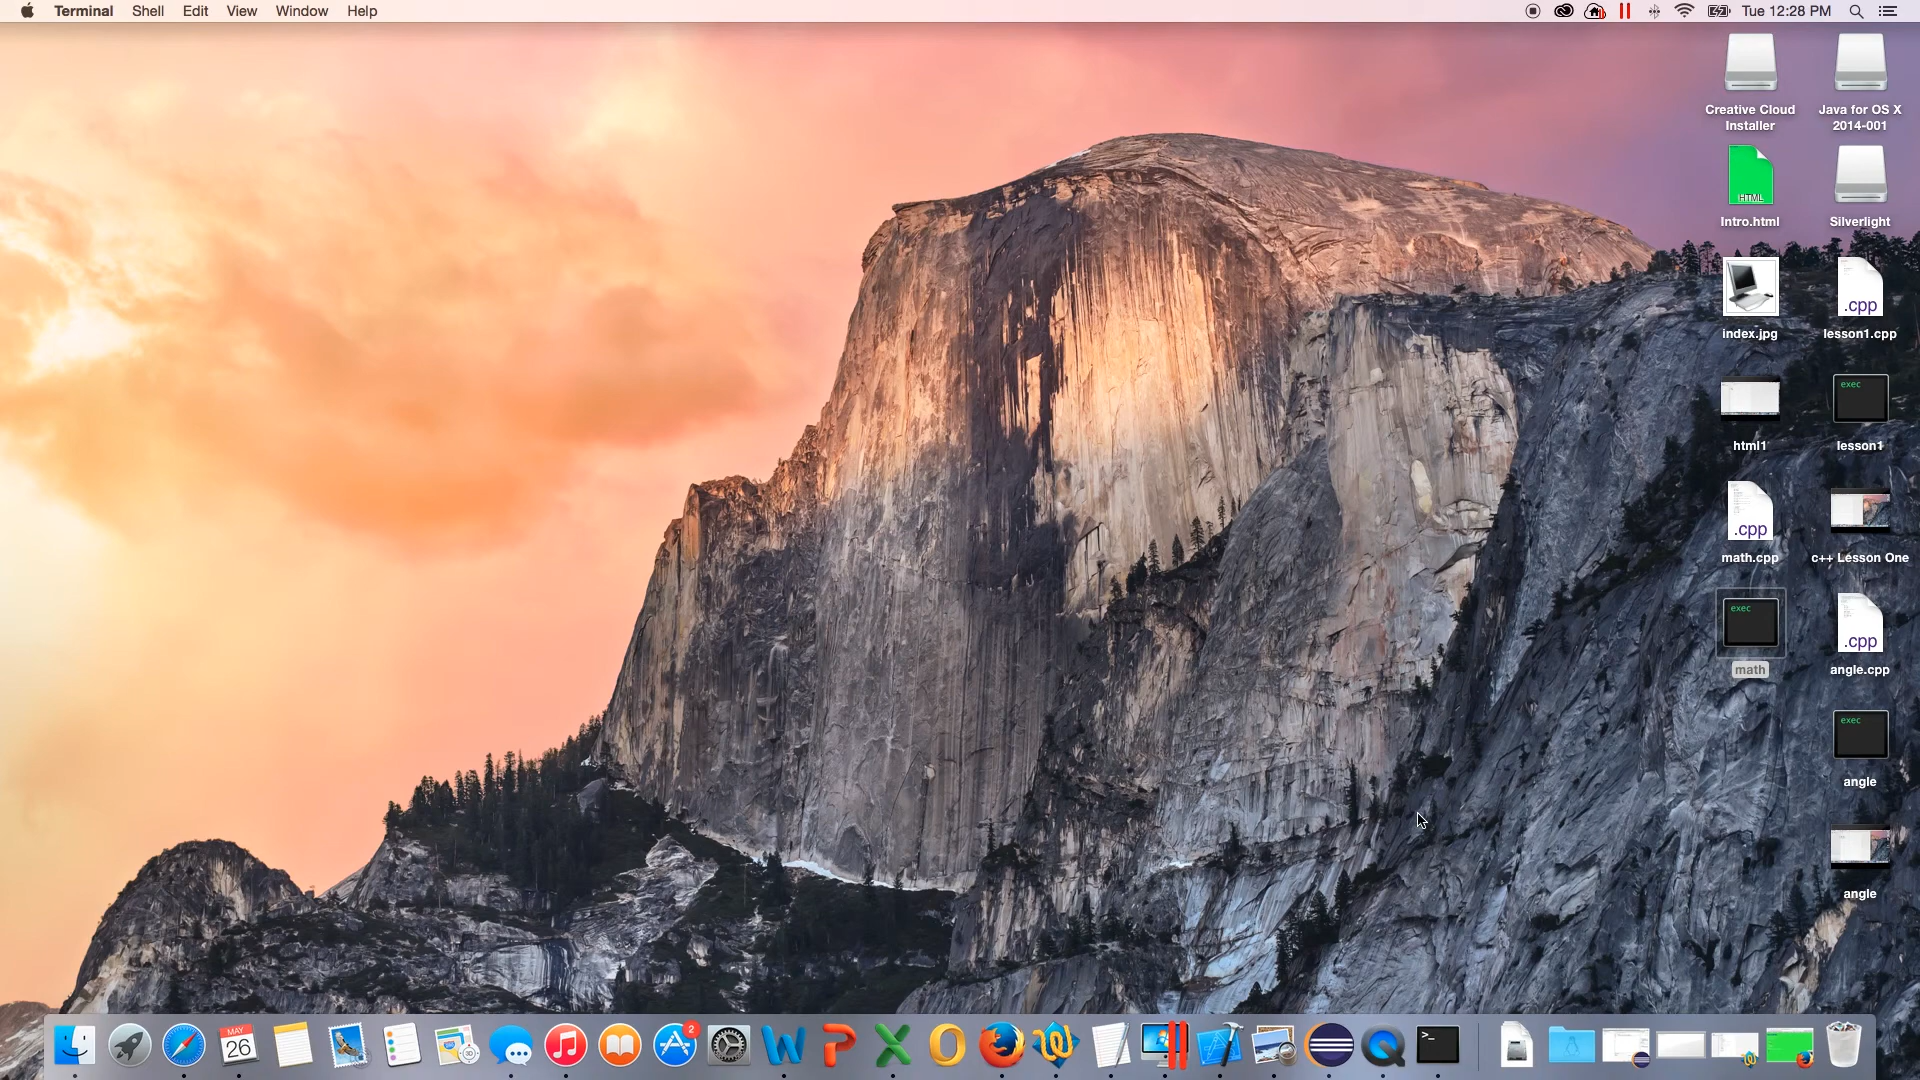 Terminal Shell Edit View Window Help
Tue 12:28 PM
Creative Cloud
Installer
Java for OS X
2014-001
HTML
Intro.html
Silverlight
index.jpg
.cpp
lesson1.cpp
html1
exec
lesson1
.cpp
math.cpp
c++ Lesson One
exec
math
.cpp
angle.cpp
exec
angle
angle
MAY
26
3D
2
W
P
X
O
>_